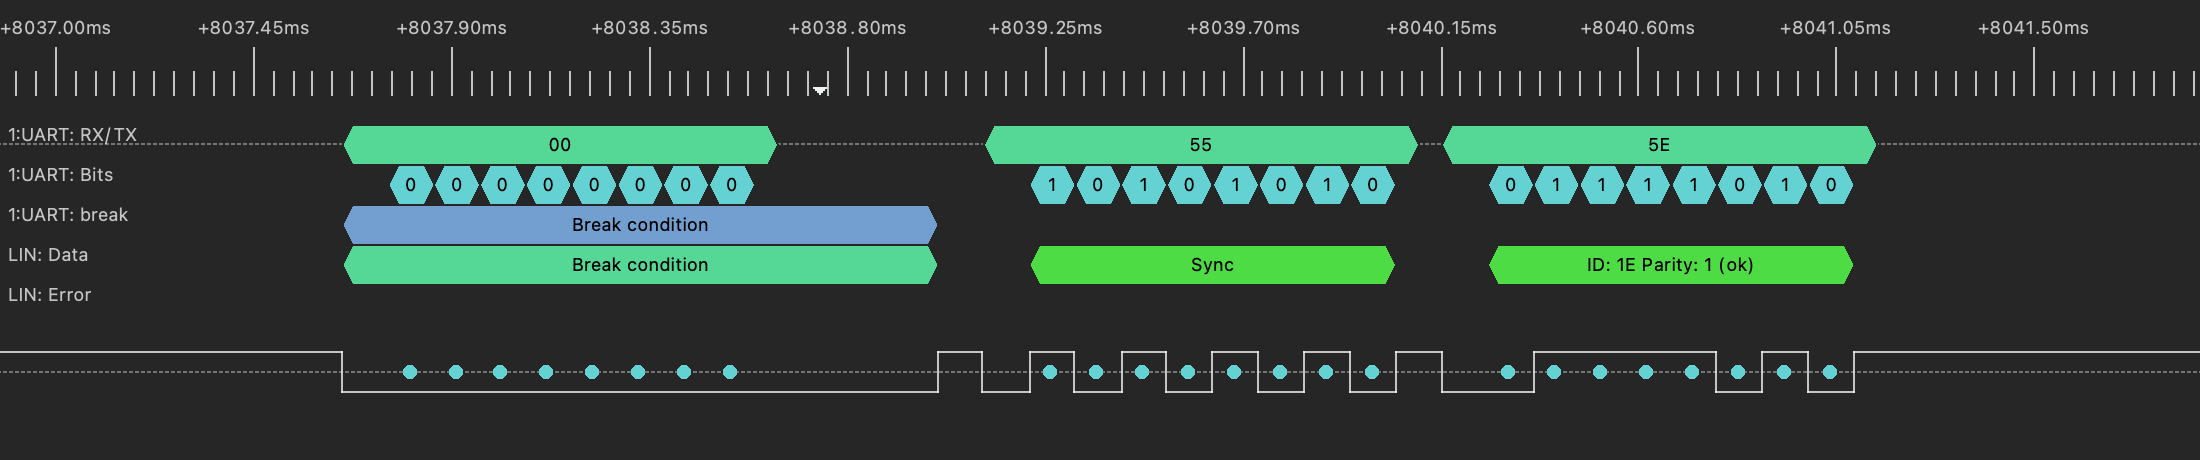 +8037.00ms +8037.45ms +8037.90ms +8038.35ms +8038.80ms +8039.25ms +8039.70ms +8040.15ms +8040.60ms +8041.05ms +8041.50ms
1:UART: RX/TX 00 55 5E
1:UART: Bits 0 0 0 0 0 0 0 0 1 0 1 0 1 0 1 0 0 1 1 1 1 0 1 0
1:UART: break Break condition
LIN: Data Break condition Sync ID: 1E Parity: 1 (ok)
LIN: Error